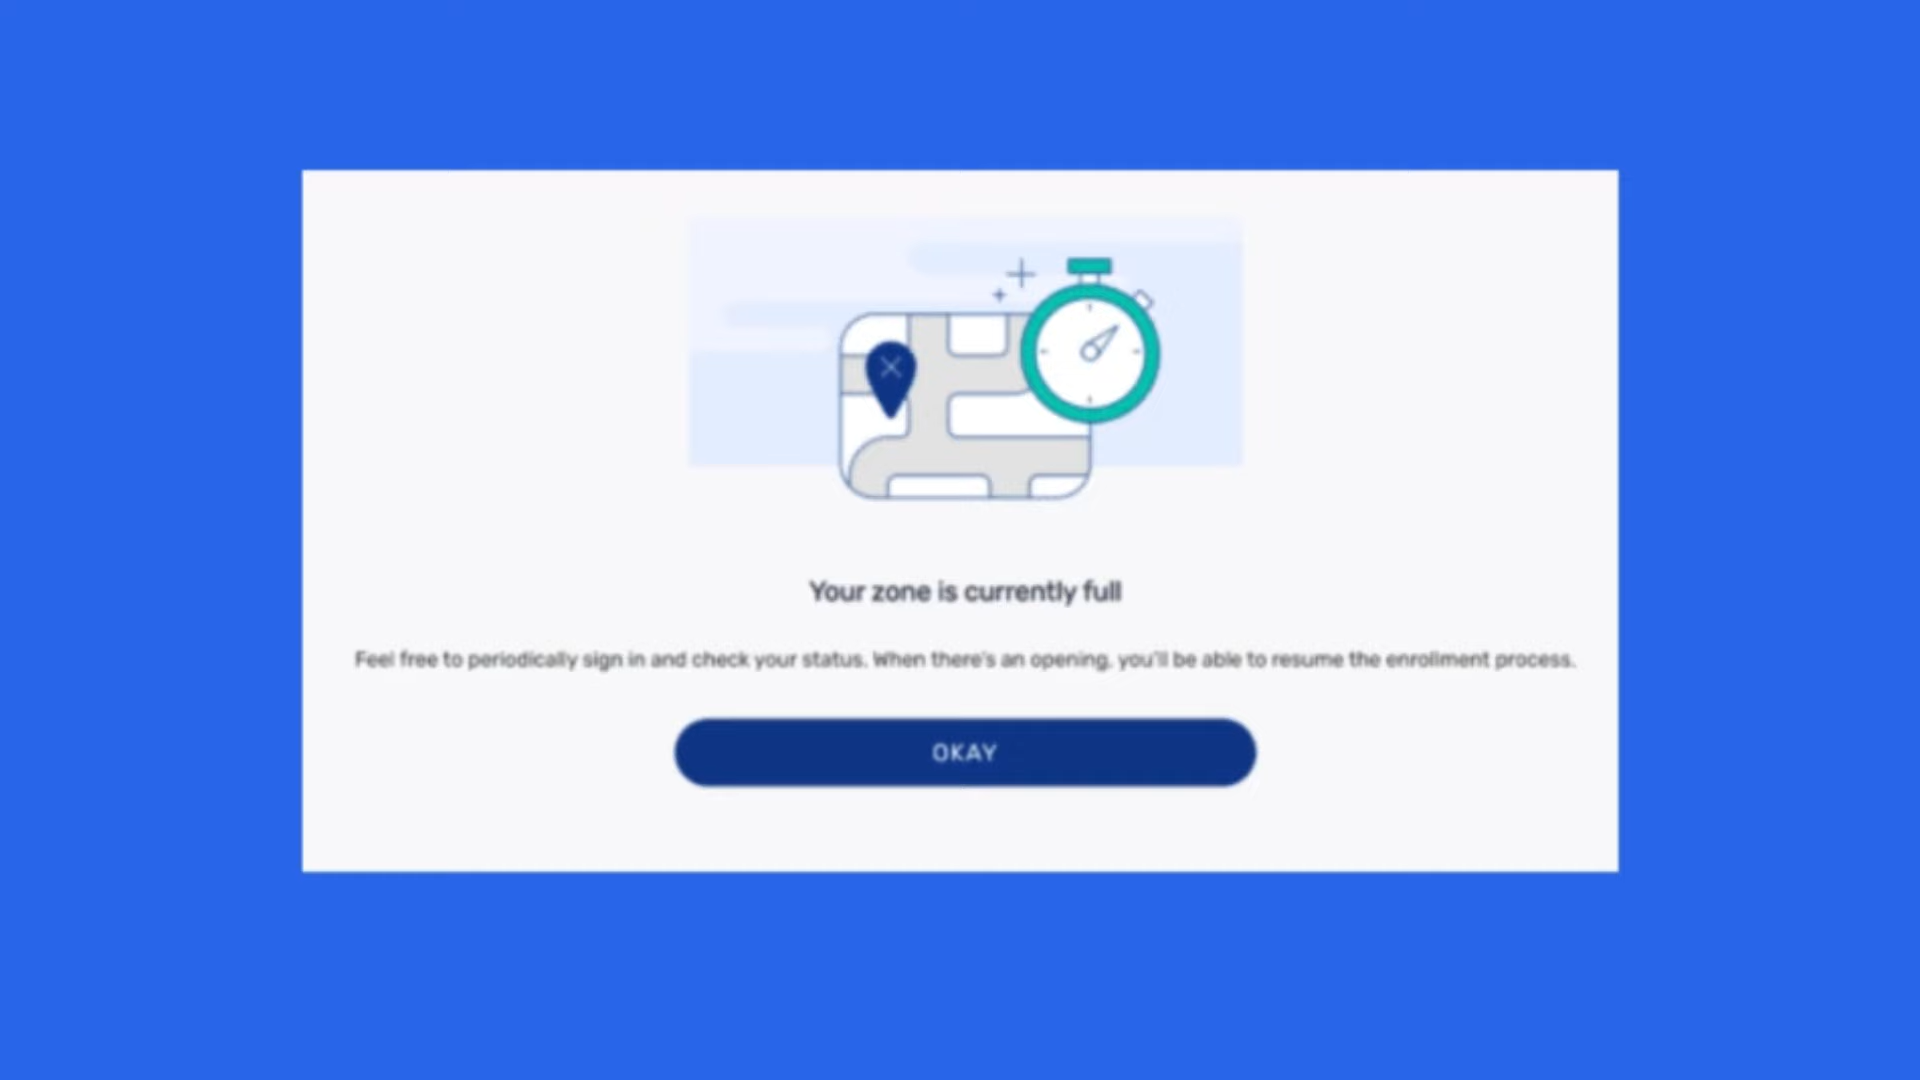 Your zone is currently full
Feel free to periodically sign in and check your status. When there's an opening, you'll be able to resume the enrollment process.
OKAY